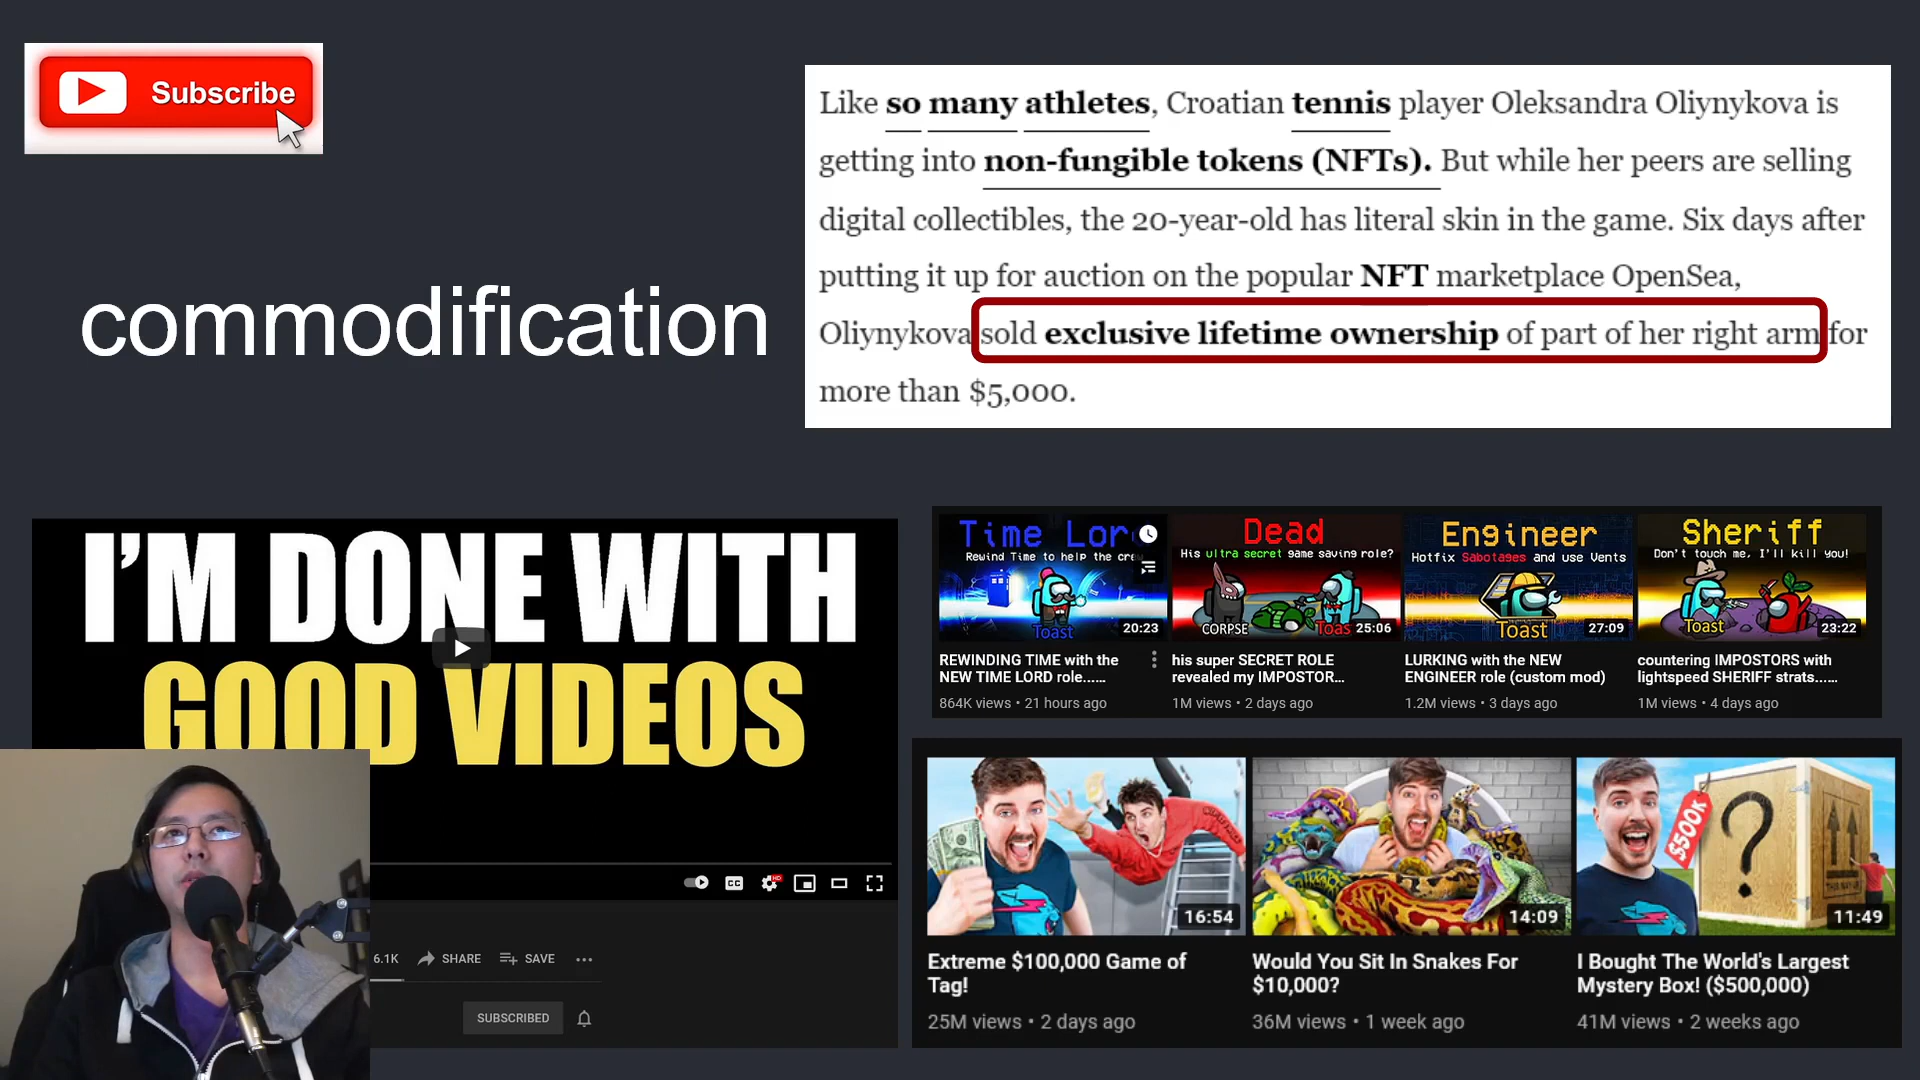 Subscribe
commodification
Like so many athletes, Croatian tennis player Oleksandra Oliynykova is
getting into non-fungible tokens (NFTs). But while her peers are selling
digital collectibles, the 20-year-old has literal skin in the game. Six days after
putting it up for auction on the popular NFT marketplace OpenSea,
Oliynykova sold exclusive lifetime ownership of part of her right arm for
more than $5,000.
I'M DONE WITH
GOOD VIDEOS
CC
HD
6.1K
SHARE
SAVE
SUBSCRIBED
Time Lor
Rewind Time to help the cre
Toast
20:23
REWINDING TIME with the
NEW TIME LORD role......
864K views • 21 hours ago
Dead
His ultra secret game saving role?
CORPSE
Toas
25:06
his super SECRET ROLE
revealed my IMPOSTOR...
1M views • 2 days ago
Engineer
Hotfix Sabotages and use Vents
Toast
27:09
LURKING with the NEW
ENGINEER role (custom mod)
1.2M views • 3 days ago
Sheriff
Don't touch me, I'll kill you!
Toast
23:22
countering IMPOSTORS with
lightspeed SHERIFF strats......
1M views • 4 days ago
16:54
Extreme $100,000 Game of
Tag!
25M views • 2 days ago
14:09
Would You Sit In Snakes For
$10,000?
36M views • 1 week ago
$500K
?
THIS WAY UP
11:49
I Bought The World's Largest
Mystery Box! ($500,000)
41M views • 2 weeks ago